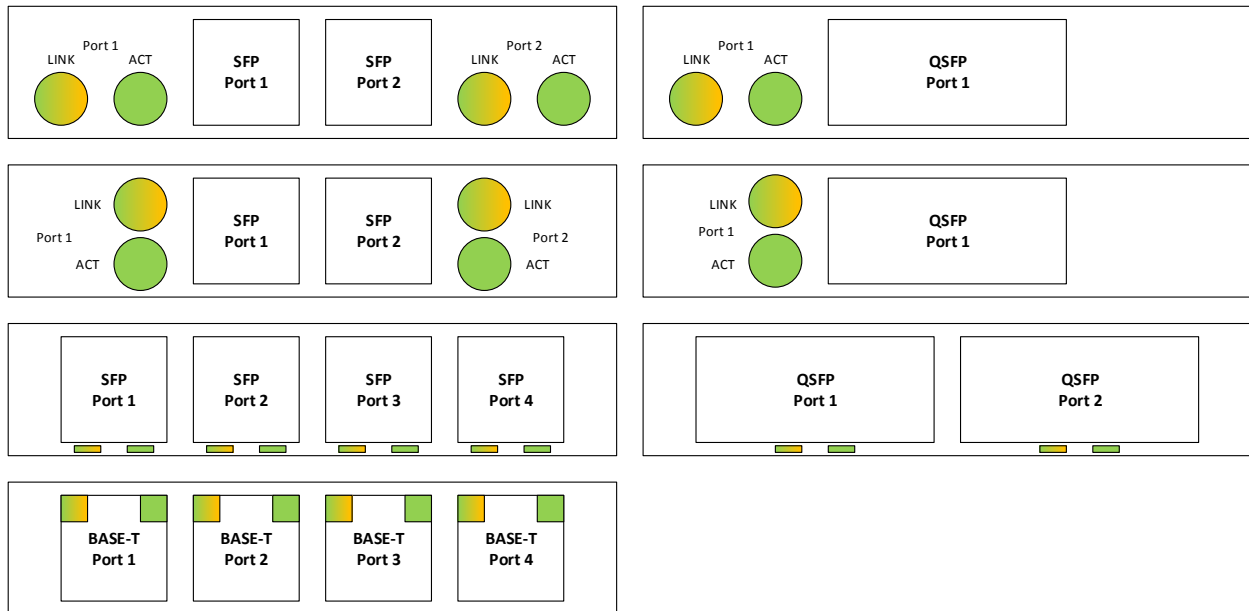 Port 1
LINK ACT
SFP
Port 1
SFP
Port 2
Port 2
LINK ACT
Port 1
LINK ACT
QSFP
Port 1
LINK
Port 1
ACT
SFP
Port 1
SFP
Port 2
LINK
Port 2
ACT
LINK
Port 1
ACT
QSFP
Port 1
SFP
Port 1
SFP
Port 2
SFP
Port 3
SFP
Port 4
QSFP
Port 1
QSFP
Port 2
BASE-T
Port 1
BASE-T
Port 2
BASE-T
Port 3
BASE-T
Port 4